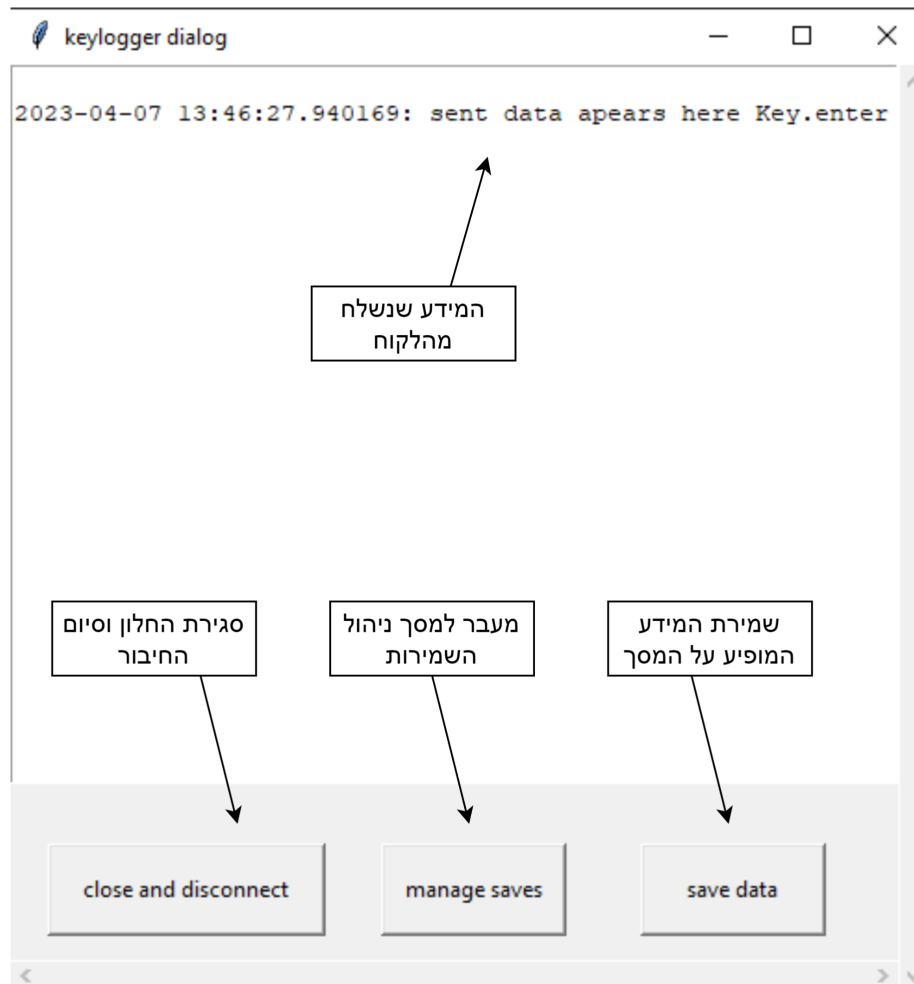 keylogger dialog
2023-04-07 13:46:27.940169: sent data apears here Key.enter
המידע שנשלח
מהלקוח
שמירת המידע
המופיע על המסך
מעבר למסך ניהול
השמירות
סגירת החלון וסיום
החיבור
close and disconnect
manage saves
save data